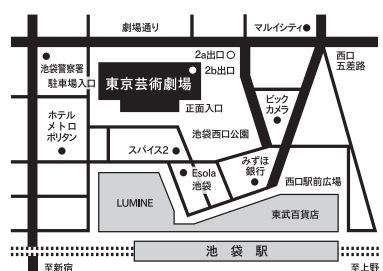 劇場通り
マルイシティ
2a出口
2b出口
西口
五差路
池袋警察署
駐車場入口
東京芸術劇場
正面入口
ビック
カメラ
ホテル
メトロ
ポリタン
池袋西口公園
スパイス2
Esola
池袋
みずほ
銀行
西口駅前広場
LUMINE
東武百貨店
池袋駅
至新宿
至上野